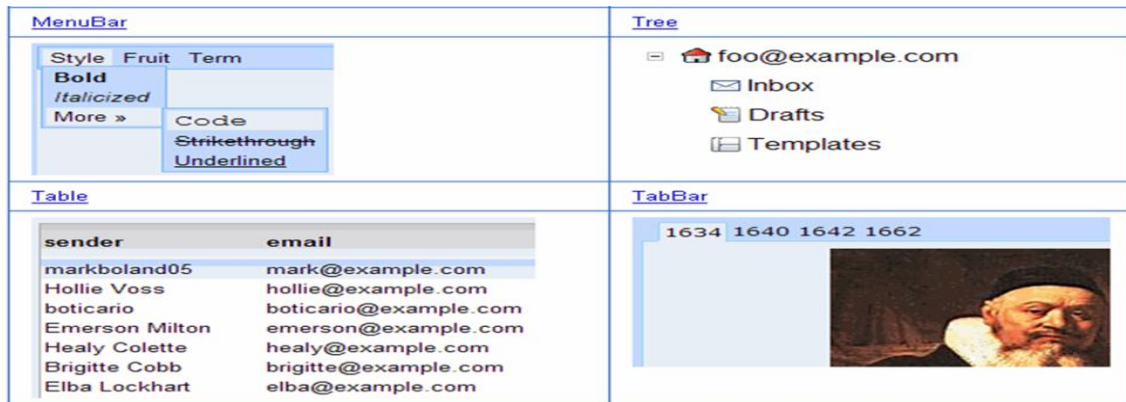 MenuBar
Style Fruit Term
Bold
Italicized
More »
Code
Strikethrough
Underlined
Tree
foo@example.com
Inbox
Drafts
Templates
Table
sender email
markboland05 mark@example.com
Hollie Voss hollie@example.com
boticario boticario@example.com
Emerson Milton emerson@example.com
Healy Colette healy@example.com
Brigitte Cobb brigitte@example.com
Elba Lockhart elba@example.com
TabBar
1634 1640 1642 1662